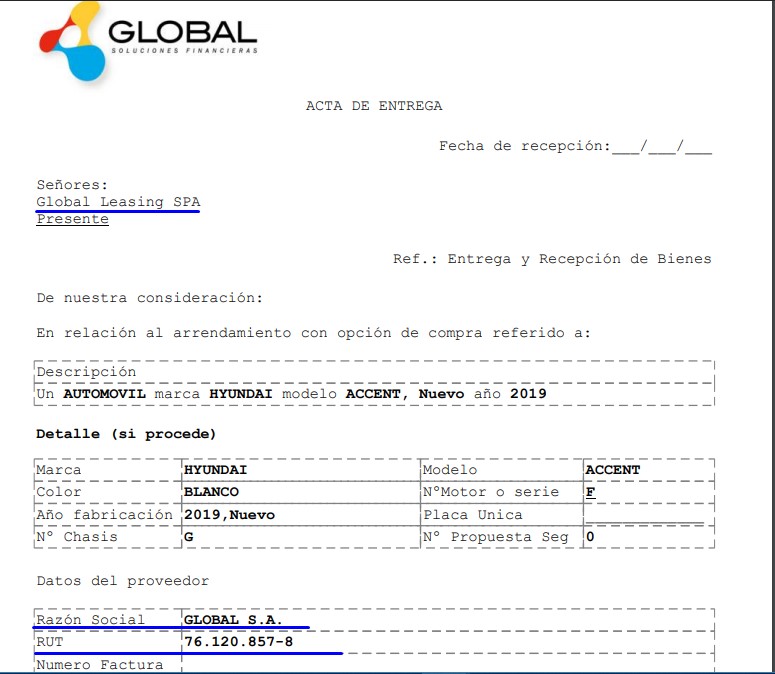 GLOBAL
SOLUCIONES FINANCIERAS
ACTA DE ENTREGA
Fecha de recepción:___/___/___
Señores:
Global Leasing SPA
Presente
Ref.: Entrega y Recepción de Bienes
De nuestra consideración:
En relación al arrendamiento con opción de compra referido a:
Descripción
Un AUTOMOVIL marca HYUNDAI modelo ACCENT, Nuevo año 2019
Detalle (si procede)
Marca HYUNDAI Modelo ACCENT
Color BLANCO NºMotor o serie F
Año fabricación 2019,Nuevo Placa Unica _____________
Nº Chasis G Nº Propuesta Seg 0
Datos del proveedor
Razón Social GLOBAL S.A.
RUT 76.120.857-8
Numero Factura